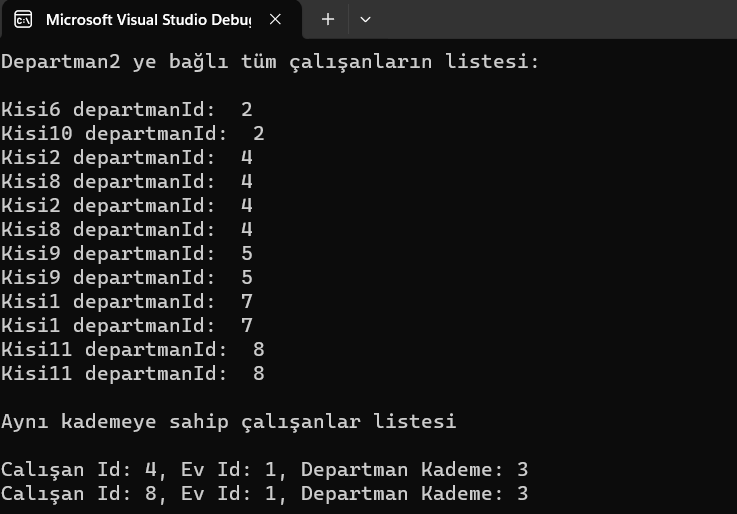 Microsoft Visual Studio Debu
Departman2 ye bağlı tüm çalışanların listesi:
Kisi6 departmanId:  2
Kisi10 departmanId:  2
Kisi2 departmanId:  4
Kisi8 departmanId:  4
Kisi2 departmanId:  4
Kisi8 departmanId:  4
Kisi9 departmanId:  5
Kisi9 departmanId:  5
Kisi1 departmanId:  7
Kisi1 departmanId:  7
Kisi11 departmanId:  8
Kisi11 departmanId:  8
Aynı kademeye sahip çalışanlar listesi
Calışan Id: 4, Ev Id: 1, Departman Kademe: 3
Calışan Id: 8, Ev Id: 1, Departman Kademe: 3